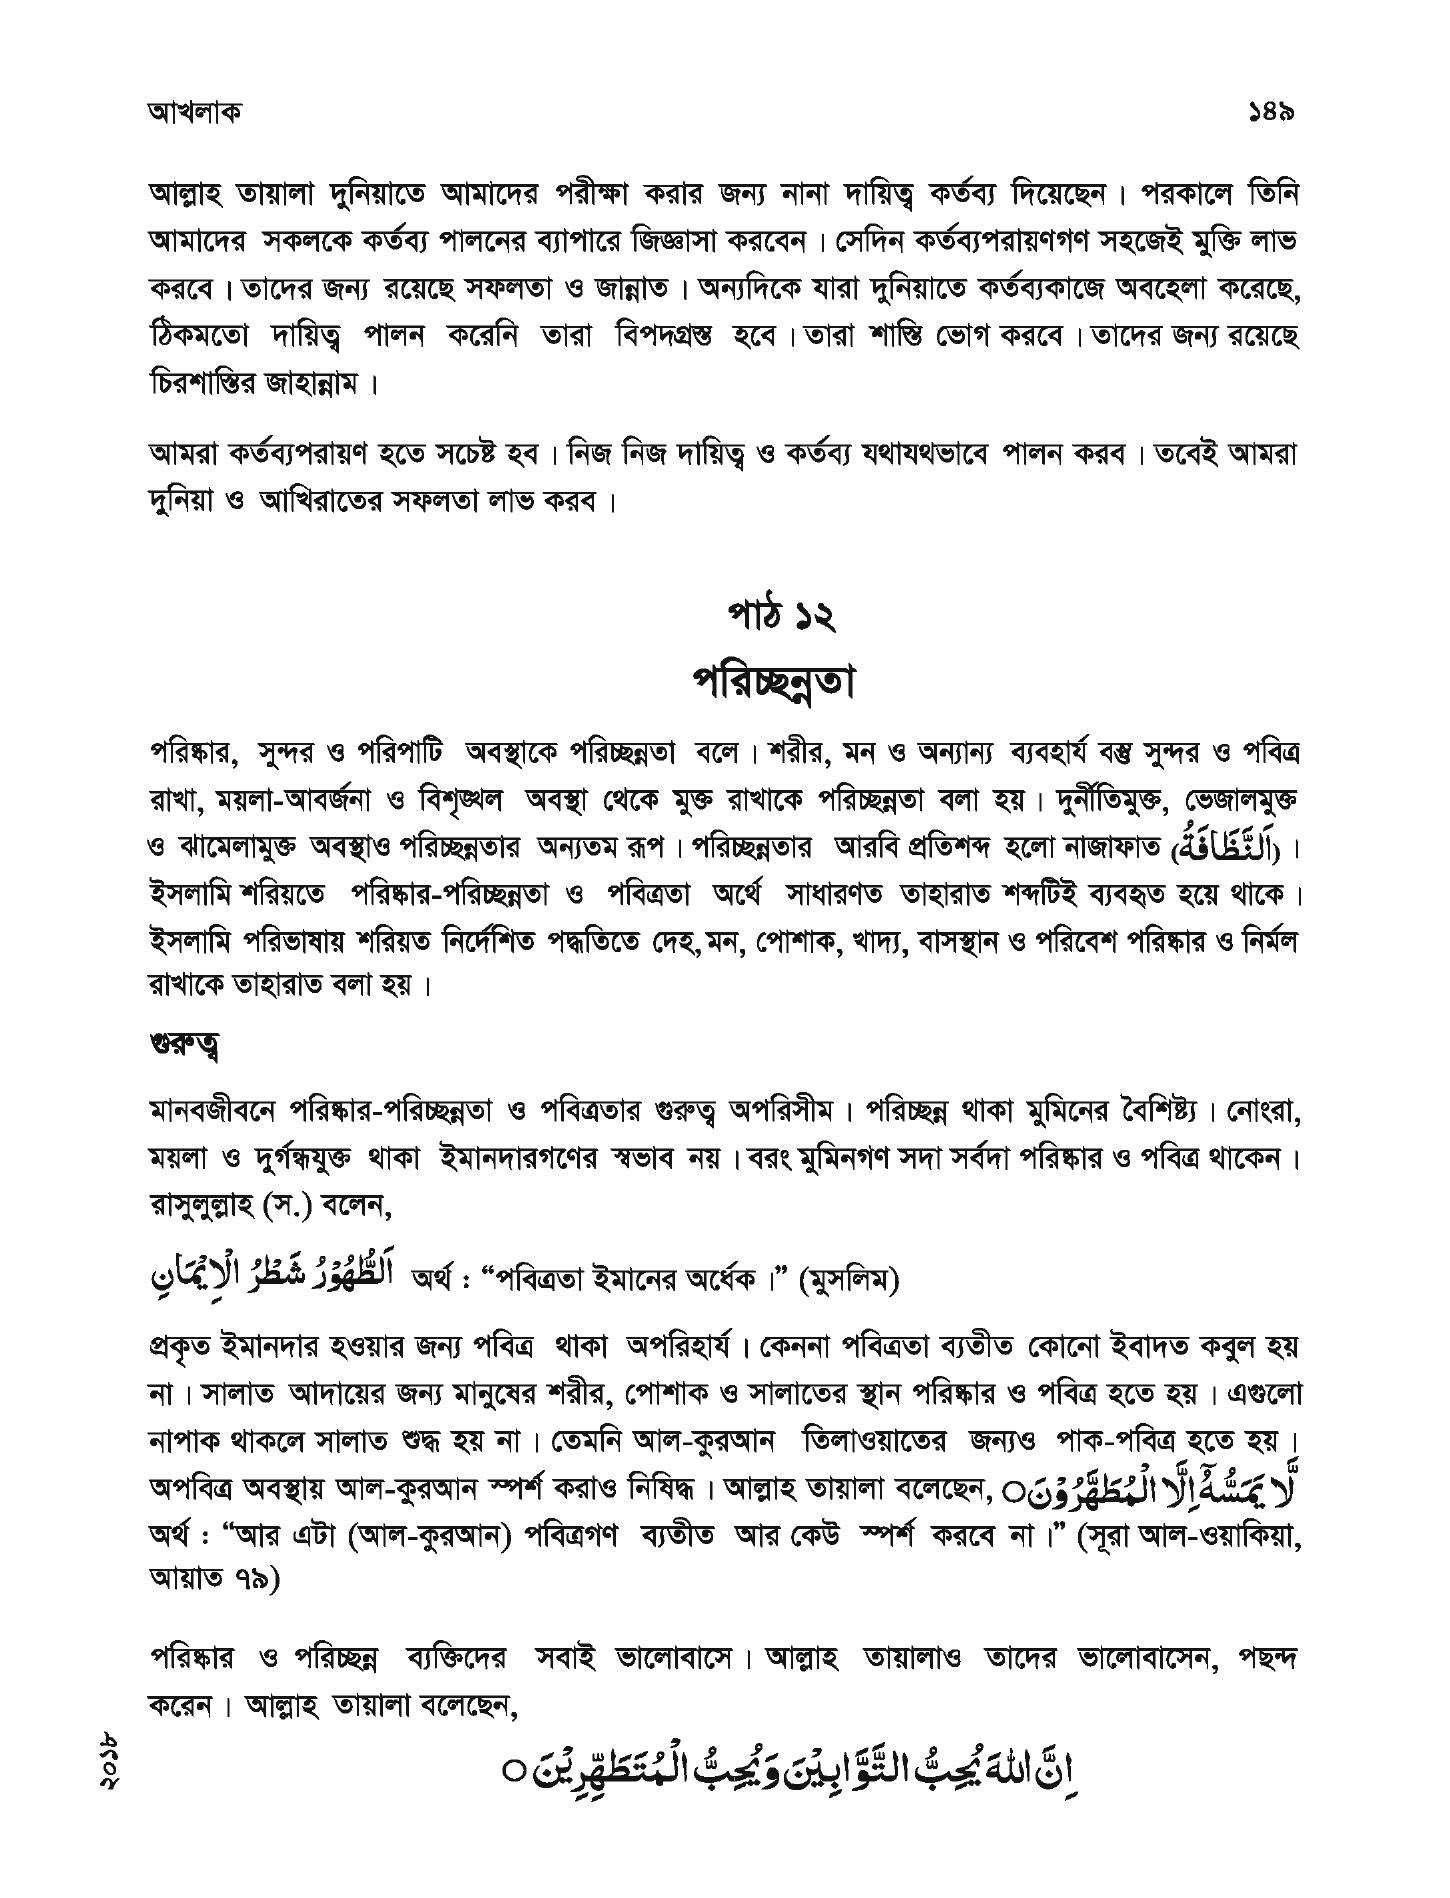 আখলাক ১৪৯
আল্লাহ তায়ালা দুনিয়াতে আমাদের পরীক্ষা করার জন্য নানা দায়িত্ব কর্তব্য দিয়েছেন। পরকালে তিনি
আমাদের সকলকে কর্তব্য পালনের ব্যাপারে জিজ্ঞাসা করবেন। সেদিন কর্তব্যপরায়ণগণ সহজেই মুক্তি লাভ
করবে। তাদের জন্য রয়েছে সফলতা ও জান্নাত। অন্যদিকে যারা দুনিয়াতে কর্তব্যকাজে অবহেলা করেছে,
ঠিকমতো দায়িত্ব পালন করেনি তারা বিপদগ্রস্ত হবে। তারা শাস্তি ভোগ করবে। তাদের জন্য রয়েছে
চিরশাস্তির জাহান্নাম।
আমরা কর্তব্যপরায়ণ হতে সচেষ্ট হব। নিজ নিজ দায়িত্ব ও কর্তব্য যথাযথভাবে পালন করব। তবেই আমরা
দুনিয়া ও আখিরাতের সফলতা লাভ করব।
পাঠ ১২
পরিচ্ছন্নতা
পরিষ্কার, সুন্দর ও পরিপাটি অবস্থাকে পরিচ্ছন্নতা বলে। শরীর, মন ও অন্যান্য ব্যবহার্য বস্তু সুন্দর ও পবিত্র
রাখা, ময়লা-আবর্জনা ও বিশৃঙ্খল অবস্থা থেকে মুক্ত রাখাকে পরিচ্ছন্নতা বলা হয়। দুর্নীতিমুক্ত, ভেজালমুক্ত
ও ঝামেলামুক্ত অবস্থাও পরিচ্ছন্নতার অন্যতম রূপ। পরিচ্ছন্নতার আরবি প্রতিশব্দ হলো নাজাফাত (اَلنَّظَافَةُ)।
ইসলামি শরিয়তে পরিষ্কার-পরিচ্ছন্নতা ও পবিত্রতা অর্থে সাধারণত তাহারাত শব্দটিই ব্যবহৃত হয়ে থাকে।
ইসলামি পরিভাষায় শরিয়ত নির্দেশিত পদ্ধতিতে দেহ, মন, পোশাক, খাদ্য, বাসস্থান ও পরিবেশ পরিষ্কার ও নির্মল
রাখাকে তাহারাত বলা হয়।
গুরুত্ব
মানবজীবনে পরিষ্কার-পরিচ্ছন্নতা ও পবিত্রতার গুরুত্ব অপরিসীম। পরিচ্ছন্ন থাকা মুমিনের বৈশিষ্ট্য। নোংরা,
ময়লা ও দুর্গন্ধযুক্ত থাকা ইমানদারগণের স্বভাব নয়। বরং মুমিনগণ সদা সর্বদা পরিষ্কার ও পবিত্র থাকেন।
রাসুলুল্লাহ (স.) বলেন,
اَلطُّهُوْرُ شَطْرُ الْاِيْمَانِ অর্থ : “পবিত্রতা ইমানের অর্ধেক।” (মুসলিম)
প্রকৃত ইমানদার হওয়ার জন্য পবিত্র থাকা অপরিহার্য। কেননা পবিত্রতা ব্যতীত কোনো ইবাদত কবুল হয়
না। সালাত আদায়ের জন্য মানুষের শরীর, পোশাক ও সালাতের স্থান পরিষ্কার ও পবিত্র হতে হয়। এগুলো
নাপাক থাকলে সালাত শুদ্ধ হয় না। তেমনি আল-কুরআন তিলাওয়াতের জন্যও পাক-পবিত্র হতে হয়।
অপবিত্র অবস্থায় আল-কুরআন স্পর্শ করাও নিষিদ্ধ। আল্লাহ তায়ালা বলেছেন, لَّا يَمَسُّهٗٓ اِلَّا الْمُطَهَّرُوْنَ ○
অর্থ : “আর এটা (আল-কুরআন) পবিত্রগণ ব্যতীত আর কেউ স্পর্শ করবে না।” (সূরা আল-ওয়াকিয়া,
আয়াত ৭৯)
পরিষ্কার ও পরিচ্ছন্ন ব্যক্তিদের সবাই ভালোবাসে। আল্লাহ তায়ালাও তাদের ভালোবাসেন, পছন্দ
করেন। আল্লাহ তায়ালা বলেছেন,
اِنَّ اللهَ يُحِبُّ التَّوَّابِيْنَ وَيُحِبُّ الْمُتَطَهِّرِيْنَ ○
২০১৮